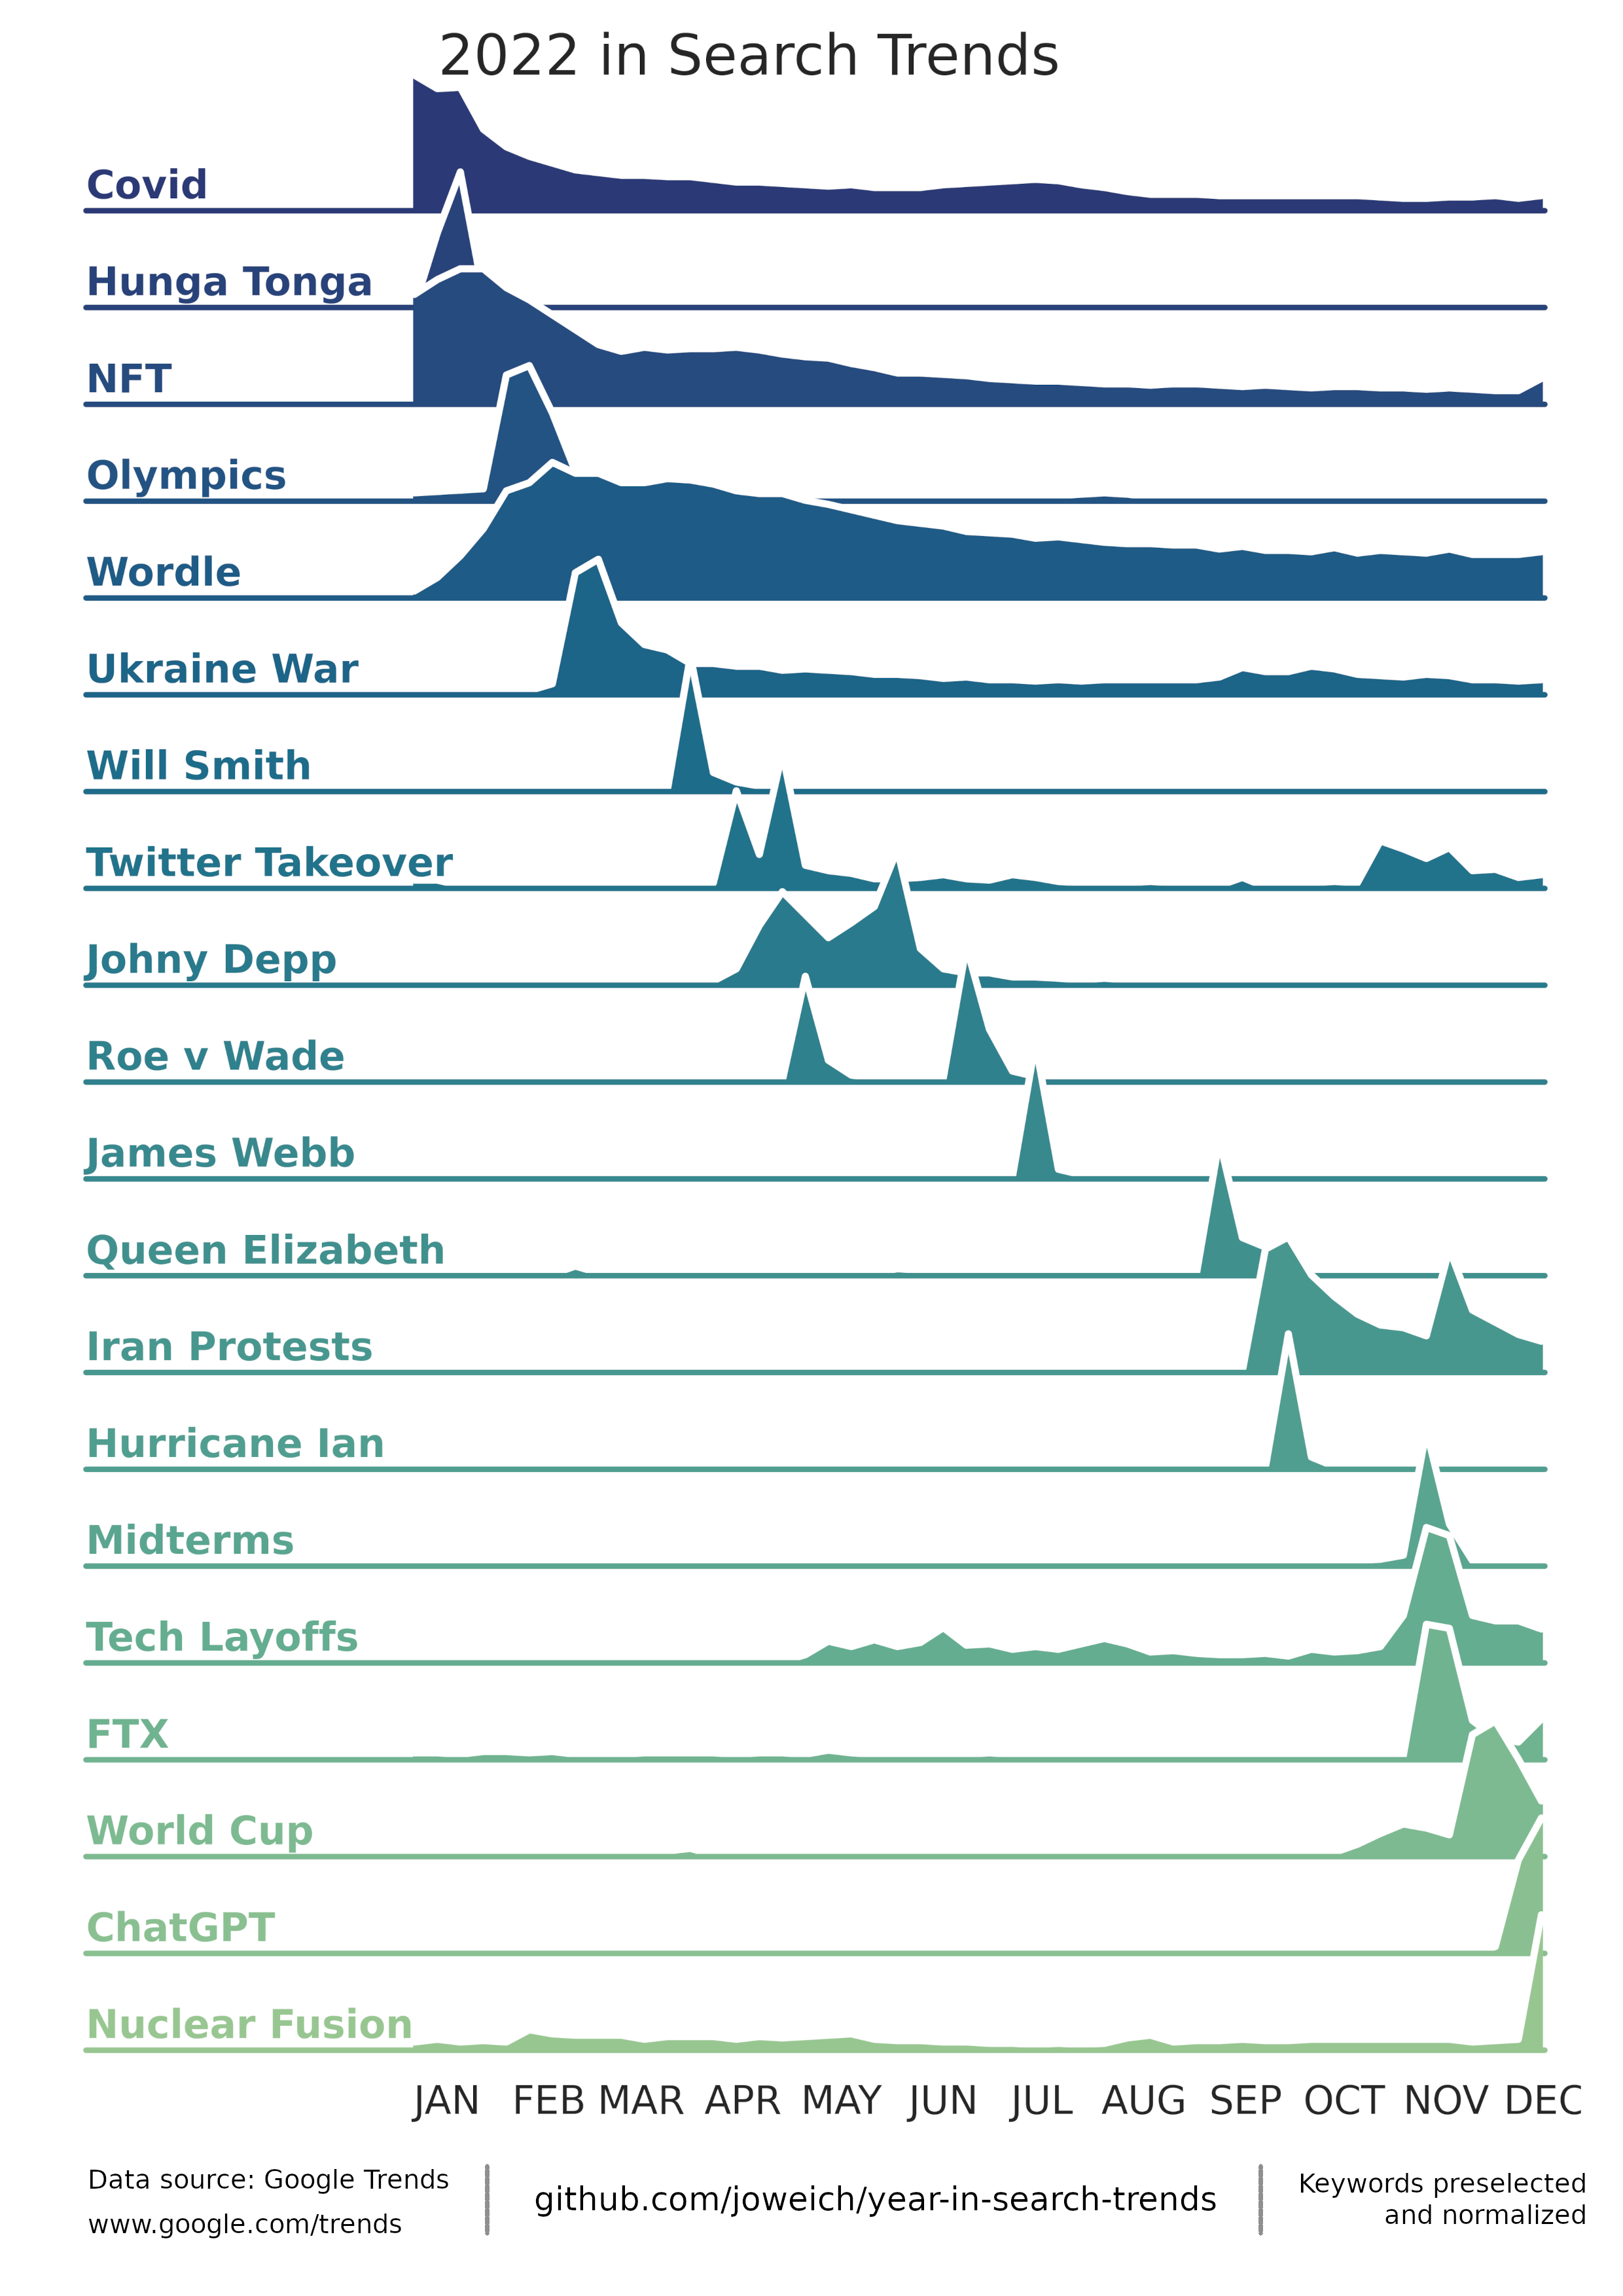 2022 in Search Trends
Covid
Hunga Tonga
NFT
Olympics
Wordle
Ukraine War
Will Smith
Twitter Takeover
Johny Depp
Roe v Wade
James Webb
Queen Elizabeth
Iran Protests
Hurricane Ian
Midterms
Tech Layoffs
FTX
World Cup
ChatGPT
Nuclear Fusion
JAN FEB MAR APR MAY JUN JUL AUG SEP OCT NOV DEC
Data source: Google Trends
www.google.com/trends
github.com/joweich/year-in-search-trends
Keywords preselected
and normalized